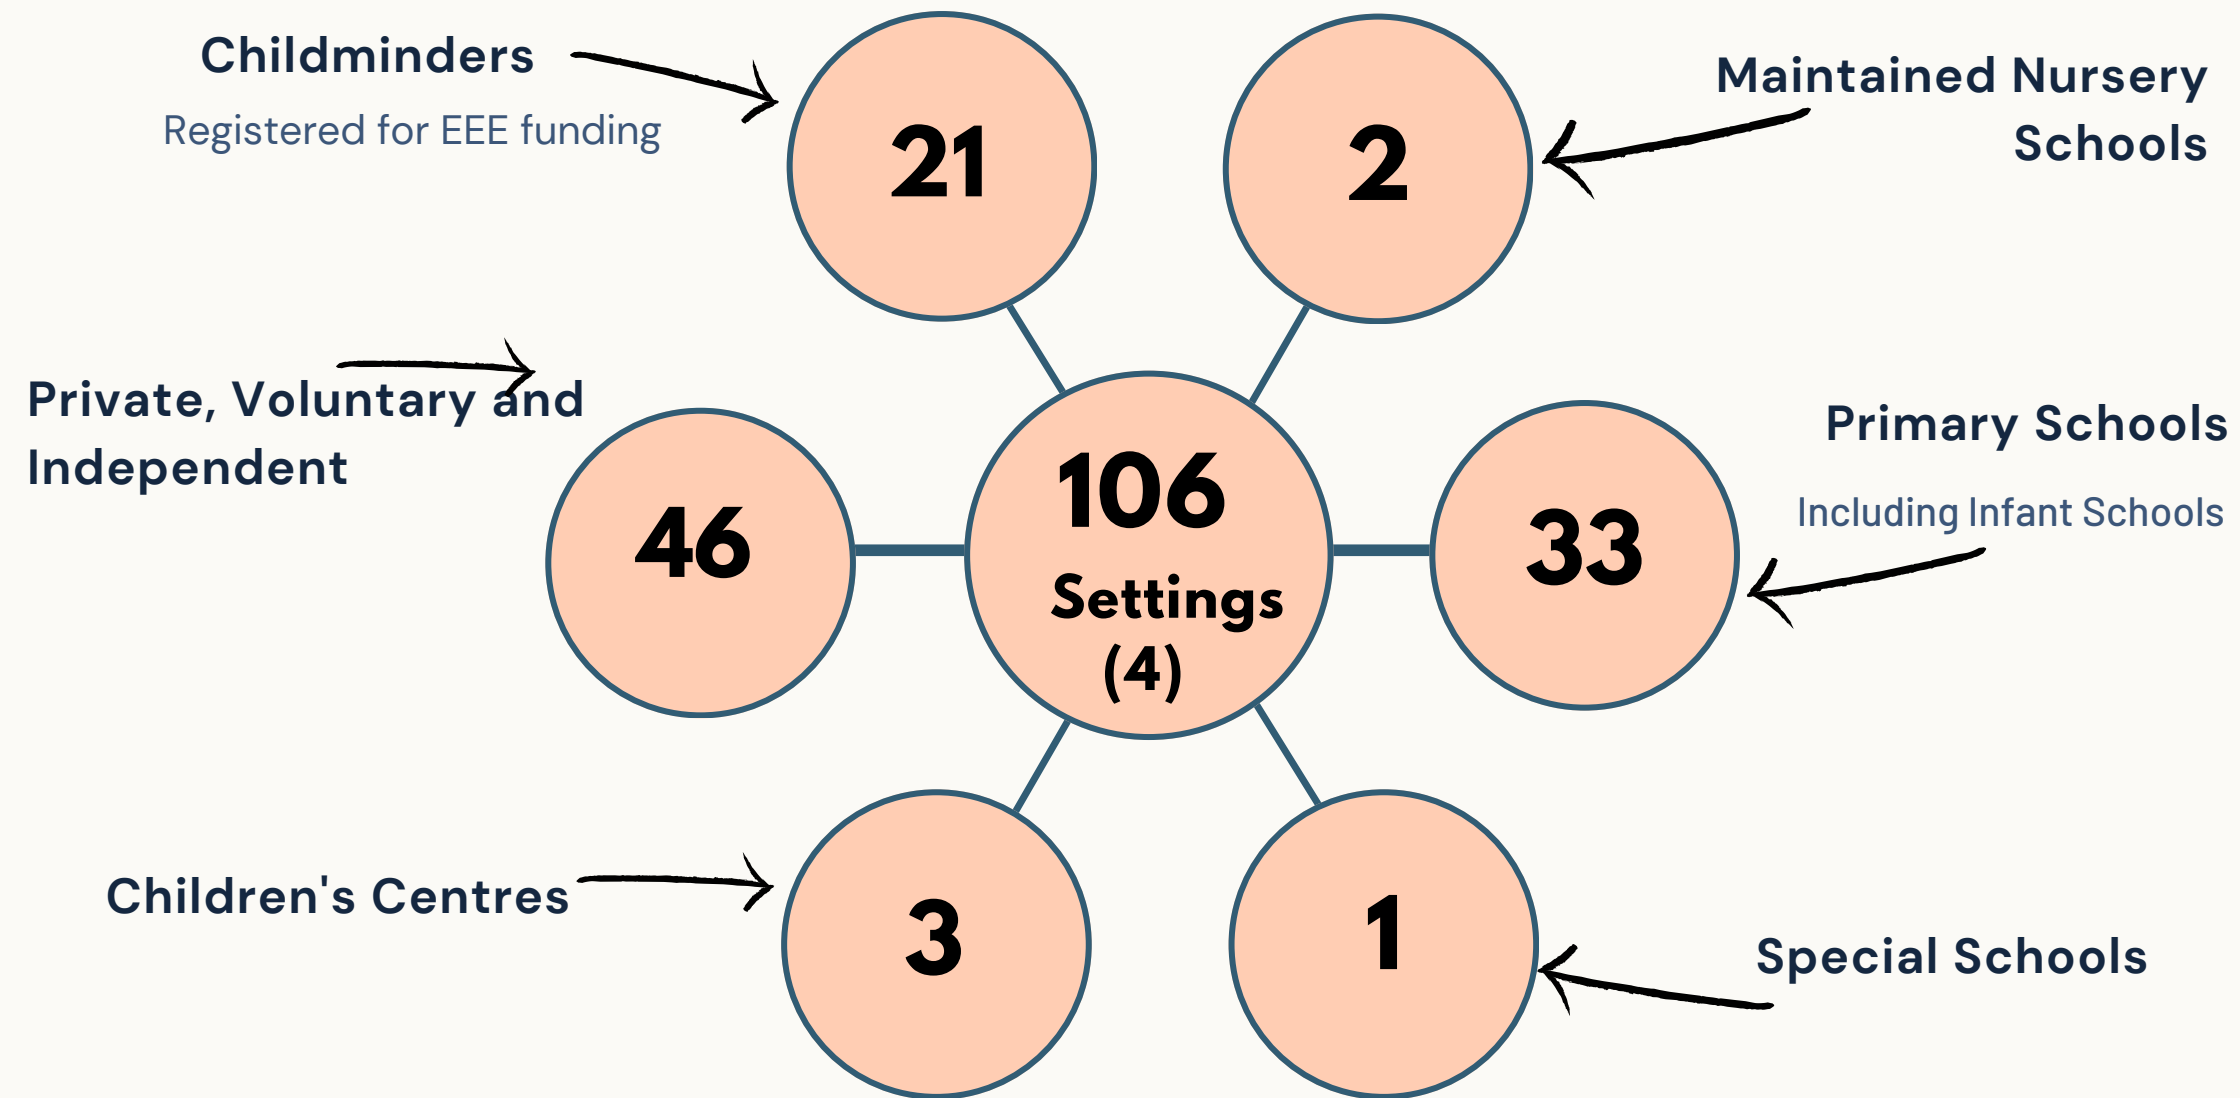 Childminders
Registered for EEE funding
21
2
Maintained Nursery
Schools
Private, Voluntary and
Independent
46
106
Settings
(4)
33
Primary Schools
Including Infant Schools
Children's Centres
3
1
Special Schools